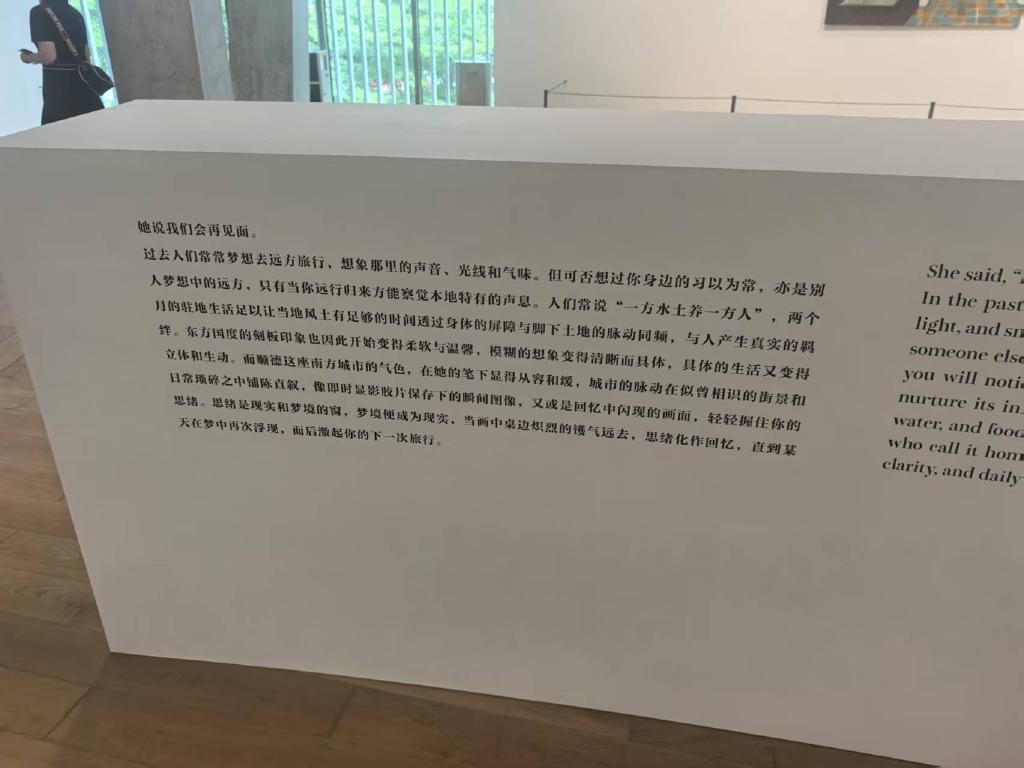 她说我们会再见面。
过去人们常常梦想去远方旅行，想象那里的声音、光线和气味。但可否想过你身边的习以为常，亦是别
人梦想中的远方，只有当你远行归来方能察觉本地特有的声息。人们常说“一方水土养一方人”，两个
月的驻地生活足以让当地风土有足够的时间透过身体的屏障与脚下土地的脉动同频，与人产生真实的羁
绊。东方国度的刻板印象也因此开始变得柔软与温馨，模糊的想象变得清晰而具体，具体的生活又变得
立体和生动。而顺德这座南方城市的气色，在她的笔下显得从容和缓，城市的脉动在似曾相识的街景和
日常琐碎之中铺陈直叙，像即时显影胶片保存下的瞬间图像，又或是回忆中闪现的画面，轻轻握住你的
思绪。思绪是现实和梦境的窗，梦境便成为现实，当画中桌边炽烈的镬气远去，思绪化作回忆，直到某
天在梦中再次浮现，而后激起你的下一次旅行。
She said, “
In the past
light, and sm
someone else
you will noti
nurture its in
water, and food
who call it hom
clarity, and daily